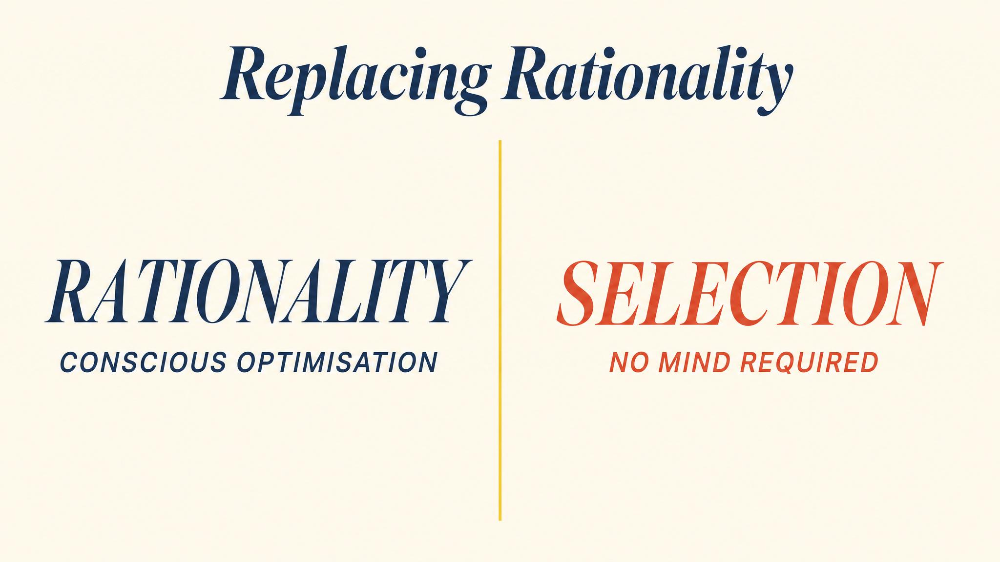 Replacing Rationality
RATIONALITY
CONSCIOUS OPTIMISATION
SELECTION
NO MIND REQUIRED